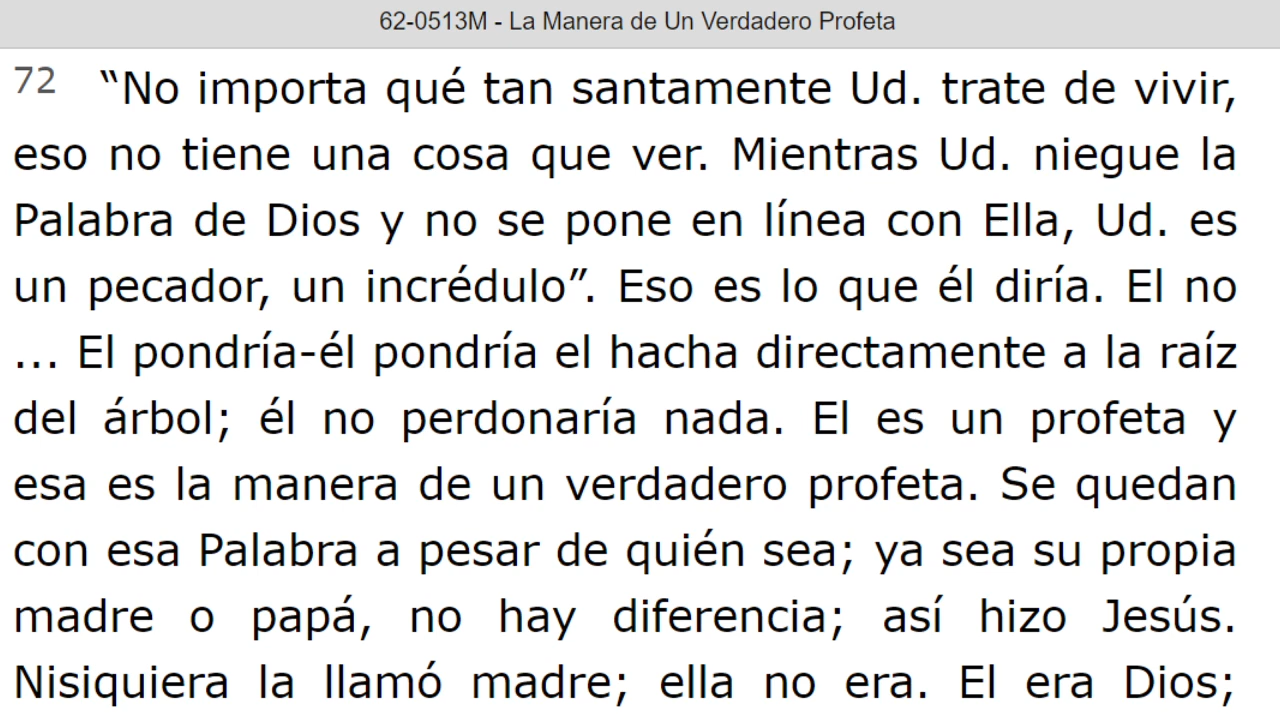 62-0513M - La Manera de Un Verdadero Profeta
72 “No importa qué tan santamente Ud. trate de vivir,
eso no tiene una cosa que ver. Mientras Ud. niegue la
Palabra de Dios y no se pone en línea con Ella, Ud. es
un pecador, un incrédulo”. Eso es lo que él diría. El no
... El pondría-él pondría el hacha directamente a la raíz
del árbol; él no perdonaría nada. El es un profeta y
esa es la manera de un verdadero profeta. Se quedan
con esa Palabra a pesar de quién sea; ya sea su propia
madre o papá, no hay diferencia; así hizo Jesús.
Nisiquiera la llamó madre; ella no era. El era Dios;